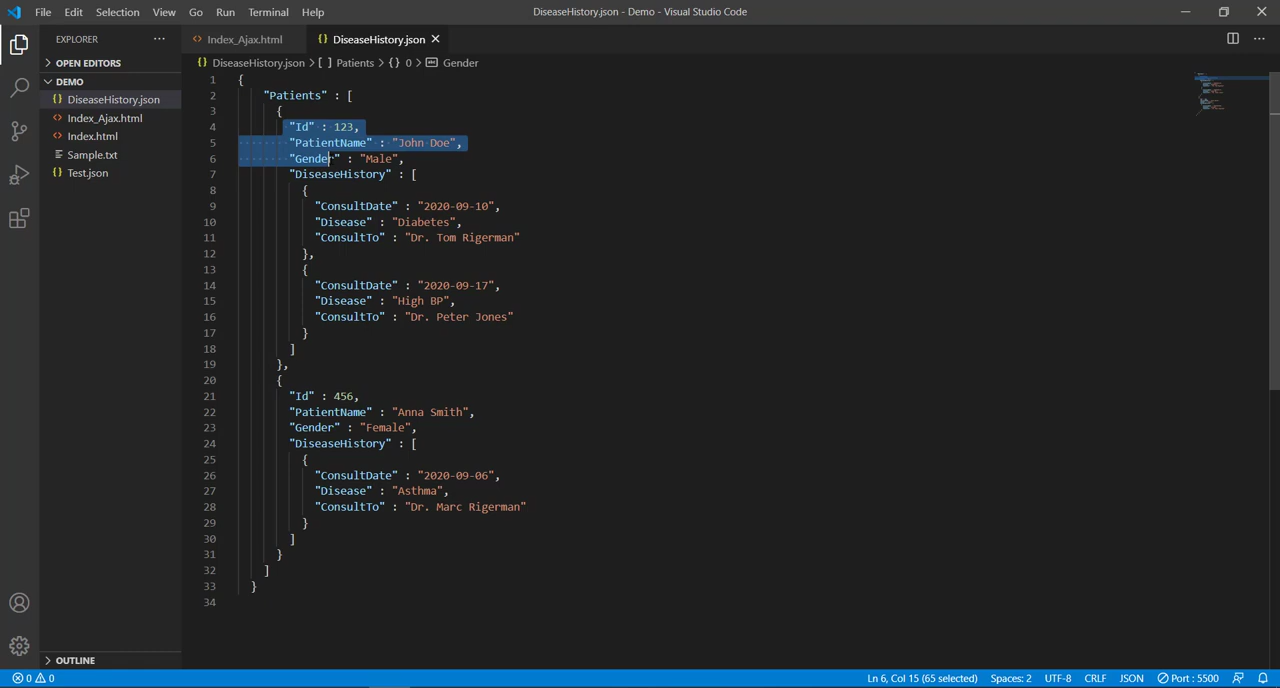 File Edit Selection View Go Run Terminal Help DiseaseHistory.json - Demo - Visual Studio Code
EXPLORER ··· <> Index_Ajax.html {} DiseaseHistory.json ×
> OPEN EDITORS {} DiseaseHistory.json > [ ] Patients > {} 0 > Gender
DEMO
{} DiseaseHistory.json
<> Index_Ajax.html
<> Index.html
Sample.txt
{} Test.json
1 {
2 "Patients" : [
3 {
4 "Id" : 123,
5 "PatientName" : "John Doe",
6 "Gender" : "Male",
7 "DiseaseHistory" : [
8 {
9 "ConsultDate" : "2020-09-10",
10 "Disease" : "Diabetes",
11 "ConsultTo" : "Dr. Tom Rigerman"
12 },
13 {
14 "ConsultDate" : "2020-09-17",
15 "Disease" : "High BP",
16 "ConsultTo" : "Dr. Peter Jones"
17 }
18 ]
19 },
20 {
21 "Id" : 456,
22 "PatientName" : "Anna Smith",
23 "Gender" : "Female",
24 "DiseaseHistory" : [
25 {
26 "ConsultDate" : "2020-09-06",
27 "Disease" : "Asthma",
28 "ConsultTo" : "Dr. Marc Rigerman"
29 }
30 ]
31 }
32 ]
33 }
34
> OUTLINE
0 0 Ln 6, Col 15 (65 selected) Spaces: 2 UTF-8 CRLF JSON Port : 5500